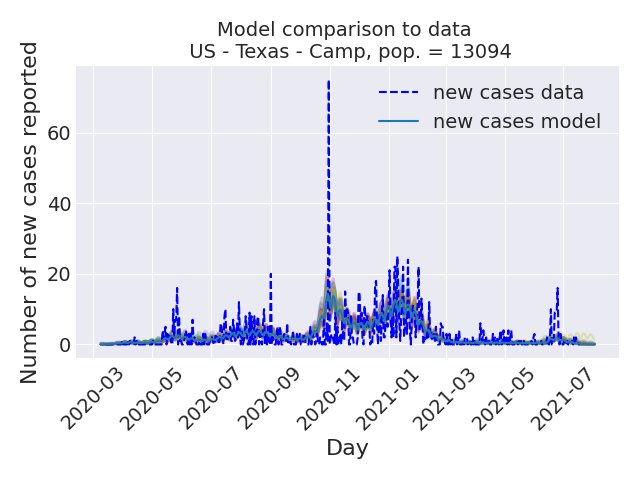 Model comparison to data
US - Texas - Camp, pop. = 13094
Number of new cases reported
60
40
20
0
new cases data
new cases model
2020-03
2020-05
2020-07
2020-09
2020-11
2021-01
2021-03
2021-05
2021-07
Day